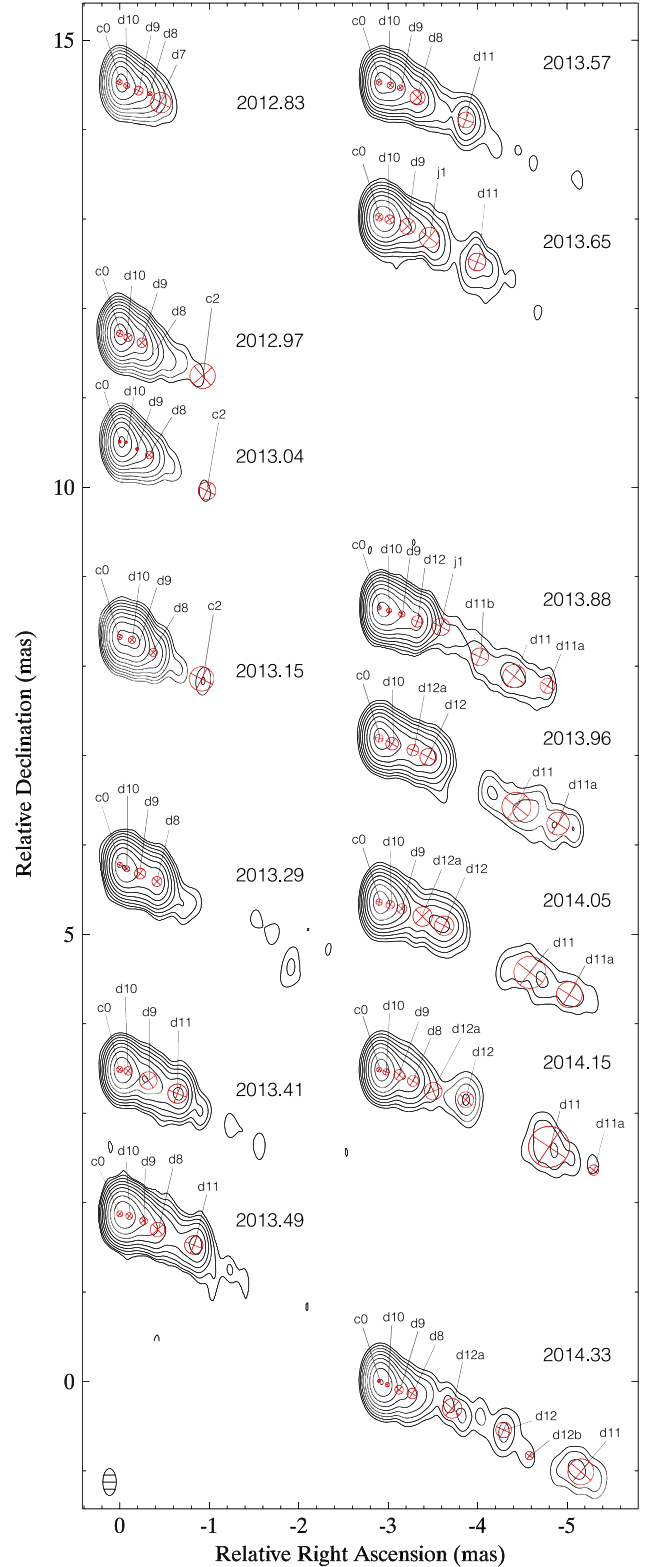 c0 d10 d9 d8 d7
2012.83
c0 d10 d9 d8 c2
2012.97
c0 d10 d9 d8 c2
2013.04
c0 d10 d9 d8 c2
2013.15
c0 d10 d9 d8
2013.29
c0 d10 d9 d11
2013.41
c0 d10 d9 d8 d11
2013.49
c0 d10 d9 d8 d11
2013.57
c0 d10 d9 j1 d11
2013.65
c0 d10 d9 d12 j1 d11b d11 d11a
2013.88
c0 d10 d12a d12 d11 d11a
2013.96
c0 d10 d9 d12a d12 d11 d11a
2014.05
c0 d10 d9 d8 d12a d12 d11 d11a
2014.15
c0 d10 d9 d8 d12a d12 d12b d11
2014.33
15
10
5
0
Relative Declination (mas)
0 -1 -2 -3 -4 -5
Relative Right Ascension (mas)